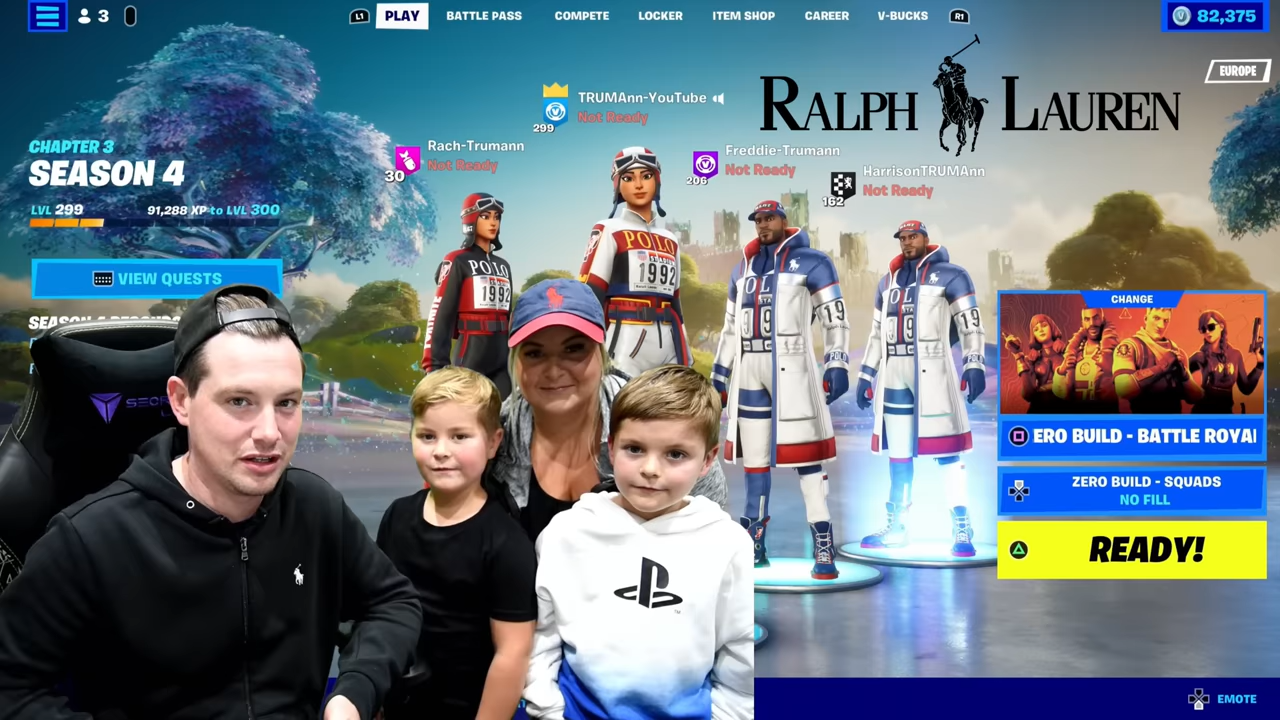 3
L1
PLAY
BATTLE PASS
COMPETE
LOCKER
ITEM SHOP
CAREER
V-BUCKS
R1
82,375
EUROPE
RALPH LAUREN
TRUMAnn-YouTube
Not Ready
299
Rach-Trumann
Not Ready
30
Freddie-Trumann
Not Ready
206
HarrisonTRUMAnn
Not Ready
162
CHAPTER 3
SEASON 4
LVL 299
91,288 XP to LVL 300
VIEW QUESTS
POLO
1992
POLO
1992
CHANGE
ERO BUILD - BATTLE ROYAL
ZERO BUILD - SQUADS
NO FILL
READY!
EMOTE